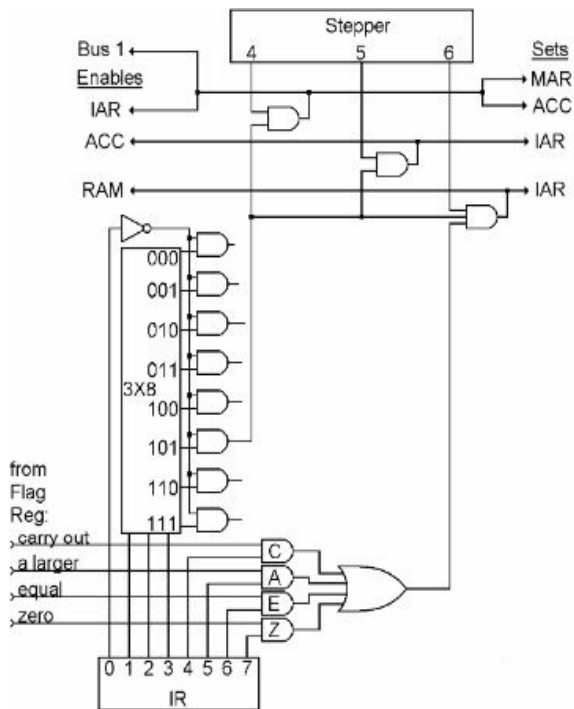 Stepper
4 5 6
Bus 1
Sets
Enables
MAR
IAR
ACC
ACC
IAR
RAM
IAR
000
001
010
011
3X8
100
101
110
111
from
Flag
Reg:
carry out
C
a larger
A
equal
E
zero
Z
0 1 2 3 4 5 6 7
IR